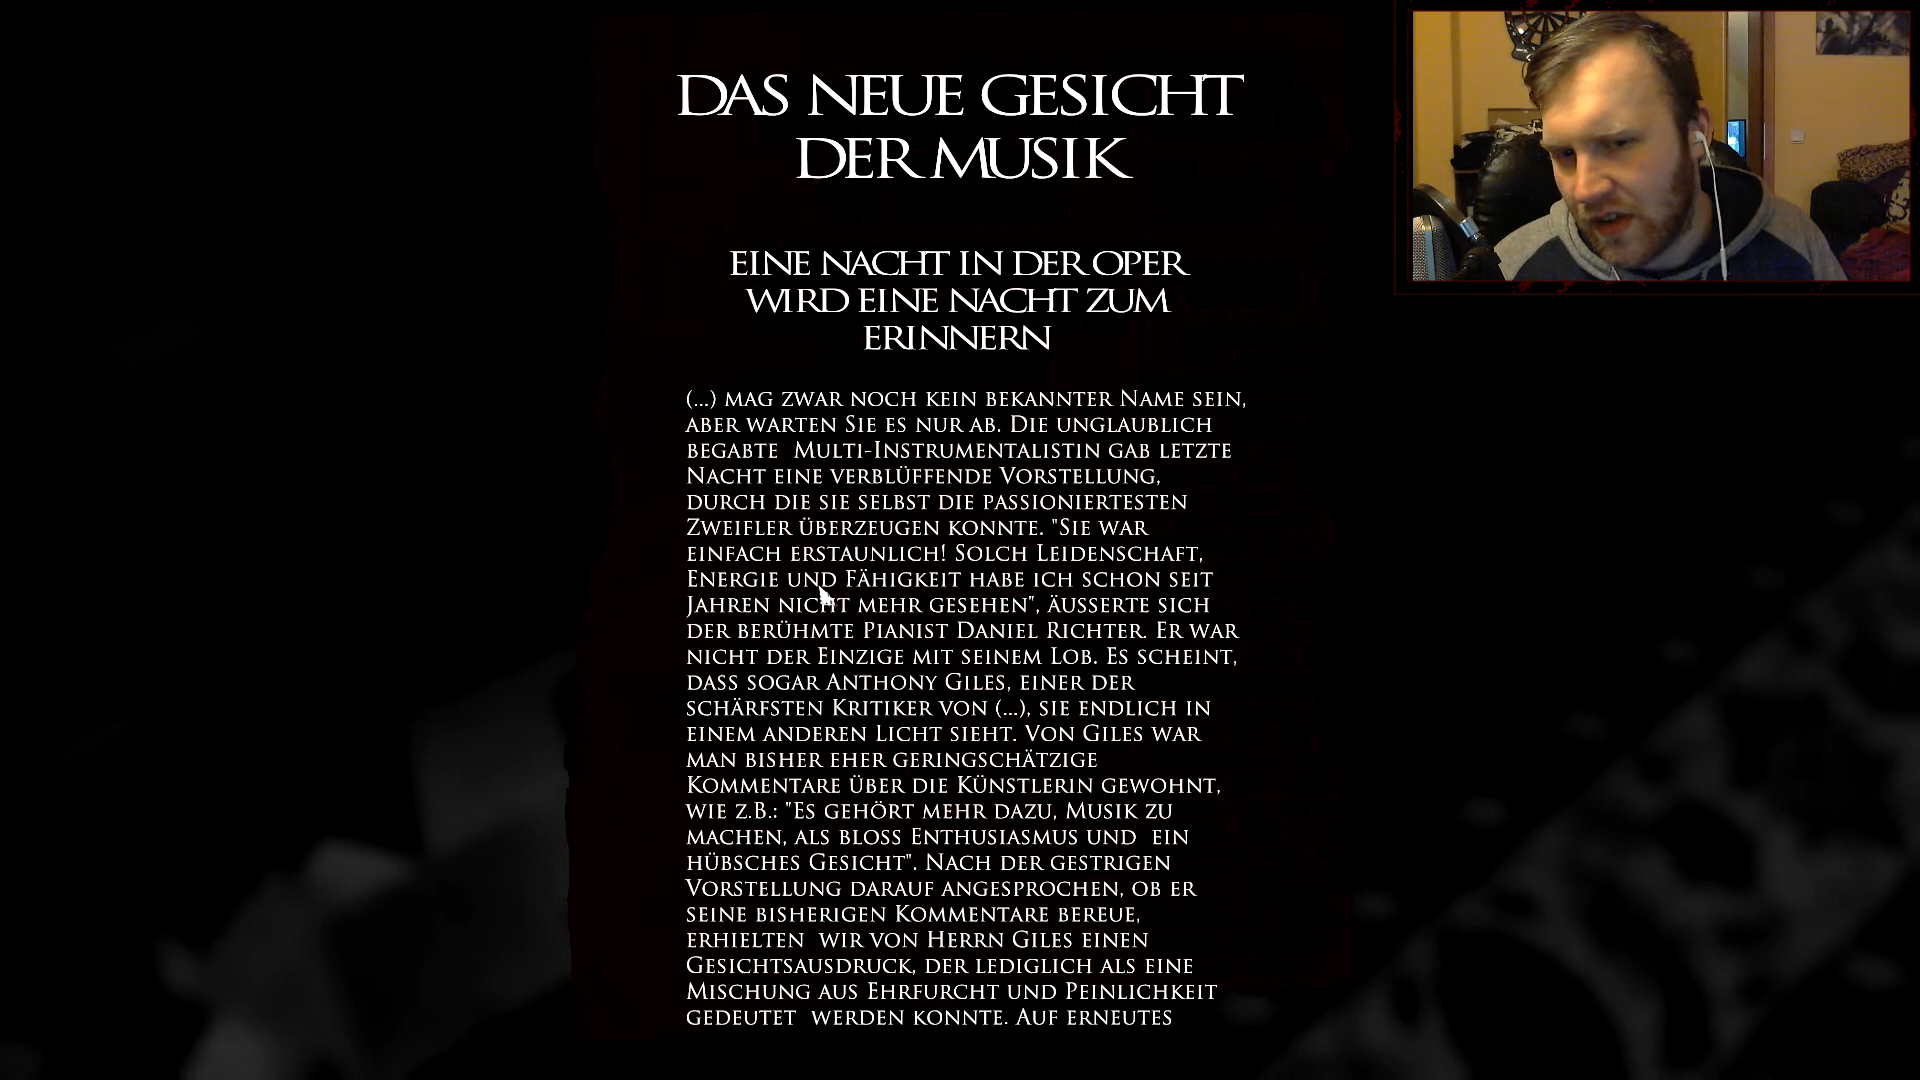 DAS NEUE GESICHT
DER MUSIK
EINE NACHT IN DER OPER
WIRD EINE NACHT ZUM
ERINNERN
(...) MAG ZWAR NOCH KEIN BEKANNTER NAME SEIN,
ABER WARTEN SIE ES NUR AB. DIE UNGLAUBLICH
BEGABTE MULTI-INSTRUMENTALISTIN GAB LETZTE
NACHT EINE VERBLÜFFENDE VORSTELLUNG,
DURCH DIE SIE SELBST DIE PASSIONIERTESTEN
ZWEIFLER ÜBERZEUGEN KONNTE. "SIE WAR
EINFACH ERSTAUNLICH! SOLCH LEIDENSCHAFT,
ENERGIE UND FÄHIGKEIT HABE ICH SCHON SEIT
JAHREN NICHT MEHR GESEHEN", ÄUSSERTE SICH
DER BERÜHMTE PIANIST DANIEL RICHTER. ER WAR
NICHT DER EINZIGE MIT SEINEM LOB. ES SCHEINT,
DASS SOGAR ANTHONY GILES, EINER DER
SCHÄRFSTEN KRITIKER VON (...), SIE ENDLICH IN
EINEM ANDEREN LICHT SIEHT. VON GILES WAR
MAN BISHER EHER GERINGSCHÄTZIGE
KOMMENTARE ÜBER DIE KÜNSTLERIN GEWOHNT,
WIE Z.B.: "ES GEHÖRT MEHR DAZU, MUSIK ZU
MACHEN, ALS BLOSS ENTHUSIASMUS UND EIN
HÜBSCHES GESICHT". NACH DER GESTRIGEN
VORSTELLUNG DARAUF ANGESPROCHEN, OB ER
SEINE BISHERIGEN KOMMENTARE BEREUE,
ERHIELTEN WIR VON HERRN GILES EINEN
GESICHTSAUSDRUCK, DER LEDIGLICH ALS EINE
MISCHUNG AUS EHRFURCHT UND PEINLICHKEIT
GEDEUTET WERDEN KONNTE. AUF ERNEUTES